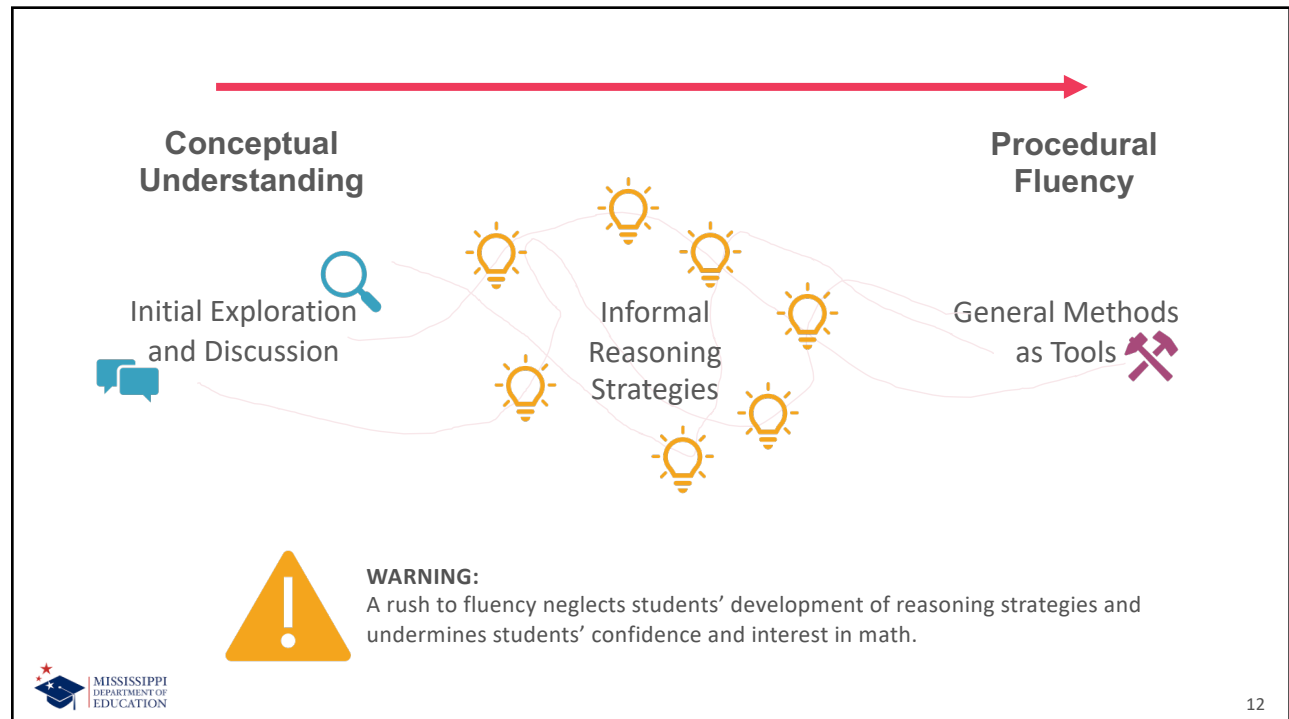 Conceptual
Understanding
Procedural
Fluency
Initial Exploration
and Discussion
Informal
Reasoning
Strategies
General Methods
as Tools
WARNING:
A rush to fluency neglects students’ development of reasoning strategies and
undermines students’ confidence and interest in math.
MISSISSIPPI
DEPARTMENT OF
EDUCATION
12